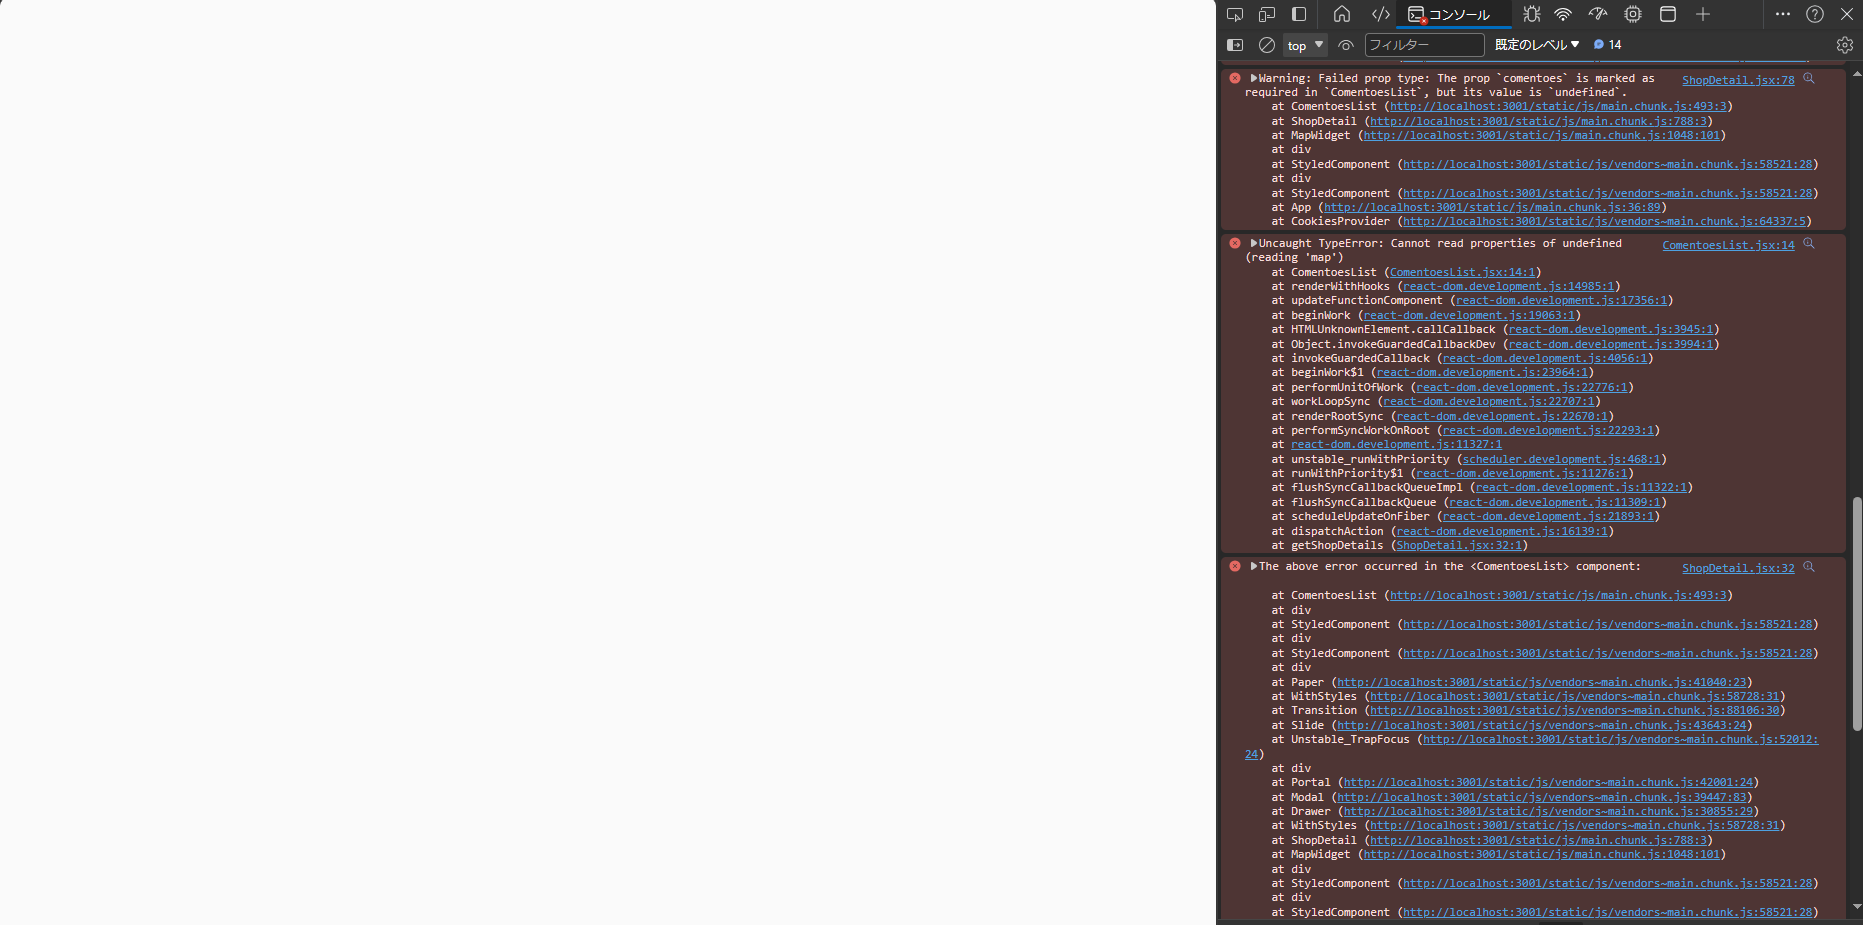 コンソール
top
フィルター
既定のレベル
14
Warning: Failed prop type: The prop `comentoes` is marked as ShopDetail.jsx:78
required in `ComentoesList`, but its value is `undefined`.
at ComentoesList (http://localhost:3001/static/js/main.chunk.js:493:3)
at ShopDetail (http://localhost:3001/static/js/main.chunk.js:788:3)
at MapWidget (http://localhost:3001/static/js/main.chunk.js:1048:101)
at div
at StyledComponent (http://localhost:3001/static/js/vendors~main.chunk.js:58521:28)
at div
at StyledComponent (http://localhost:3001/static/js/vendors~main.chunk.js:58521:28)
at App (http://localhost:3001/static/js/main.chunk.js:36:89)
at CookiesProvider (http://localhost:3001/static/js/vendors~main.chunk.js:64337:5)
Uncaught TypeError: Cannot read properties of undefined ComentoesList.jsx:14
(reading 'map')
at ComentoesList (ComentoesList.jsx:14:1)
at renderWithHooks (react-dom.development.js:14985:1)
at updateFunctionComponent (react-dom.development.js:17356:1)
at beginWork (react-dom.development.js:19063:1)
at HTMLUnknownElement.callCallback (react-dom.development.js:3945:1)
at Object.invokeGuardedCallbackDev (react-dom.development.js:3994:1)
at invokeGuardedCallback (react-dom.development.js:4056:1)
at beginWork$1 (react-dom.development.js:23964:1)
at performUnitOfWork (react-dom.development.js:22776:1)
at workLoopSync (react-dom.development.js:22707:1)
at renderRootSync (react-dom.development.js:22670:1)
at performSyncWorkOnRoot (react-dom.development.js:22293:1)
at react-dom.development.js:11327:1
at unstable_runWithPriority (scheduler.development.js:468:1)
at runWithPriority$1 (react-dom.development.js:11276:1)
at flushSyncCallbackQueueImpl (react-dom.development.js:11322:1)
at flushSyncCallbackQueue (react-dom.development.js:11309:1)
at scheduleUpdateOnFiber (react-dom.development.js:21893:1)
at dispatchAction (react-dom.development.js:16139:1)
at getShopDetails (ShopDetail.jsx:32:1)
The above error occurred in the <ComentoesList> component: ShopDetail.jsx:32
at ComentoesList (http://localhost:3001/static/js/main.chunk.js:493:3)
at div
at StyledComponent (http://localhost:3001/static/js/vendors~main.chunk.js:58521:28)
at div
at StyledComponent (http://localhost:3001/static/js/vendors~main.chunk.js:58521:28)
at div
at Paper (http://localhost:3001/static/js/vendors~main.chunk.js:41040:23)
at WithStyles (http://localhost:3001/static/js/vendors~main.chunk.js:58728:31)
at Transition (http://localhost:3001/static/js/vendors~main.chunk.js:88106:30)
at Slide (http://localhost:3001/static/js/vendors~main.chunk.js:43643:24)
at Unstable_TrapFocus (http://localhost:3001/static/js/vendors~main.chunk.js:52012:
24)
at div
at Portal (http://localhost:3001/static/js/vendors~main.chunk.js:42001:24)
at Modal (http://localhost:3001/static/js/vendors~main.chunk.js:39447:83)
at Drawer (http://localhost:3001/static/js/vendors~main.chunk.js:30855:29)
at WithStyles (http://localhost:3001/static/js/vendors~main.chunk.js:58728:31)
at ShopDetail (http://localhost:3001/static/js/main.chunk.js:788:3)
at MapWidget (http://localhost:3001/static/js/main.chunk.js:1048:101)
at div
at StyledComponent (http://localhost:3001/static/js/vendors~main.chunk.js:58521:28)
at div
at StyledComponent (http://localhost:3001/static/js/vendors~main.chunk.js:58521:28)